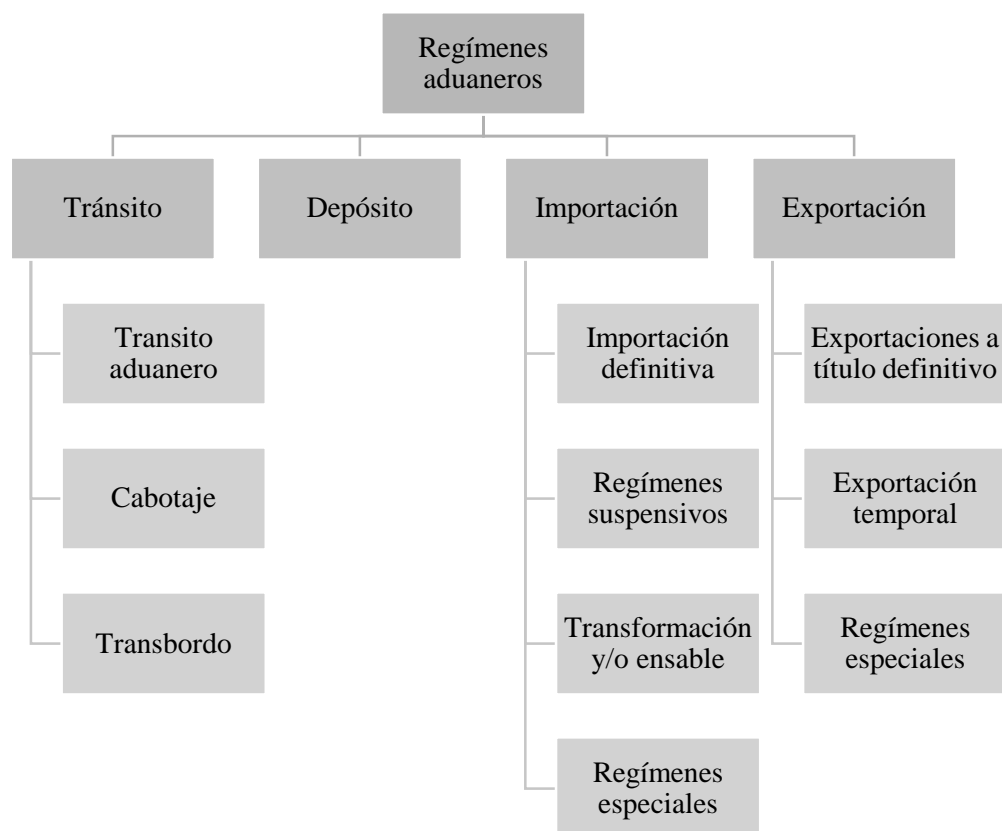 Regímenes
aduaneros
Tránsito
Depósito
Importación
Exportación
Transito
aduanero
Cabotaje
Transbordo
Importación
definitiva
Regímenes
suspensivos
Transformación
y/o ensable
Regímenes
especiales
Exportaciones a
título definitivo
Exportación
temporal
Regímenes
especiales